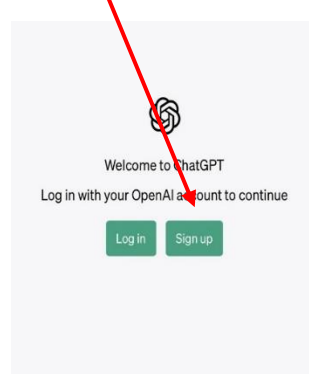 Welcome to ChatGPT
Log in with your OpenAI account to continue
Log in
Sign up